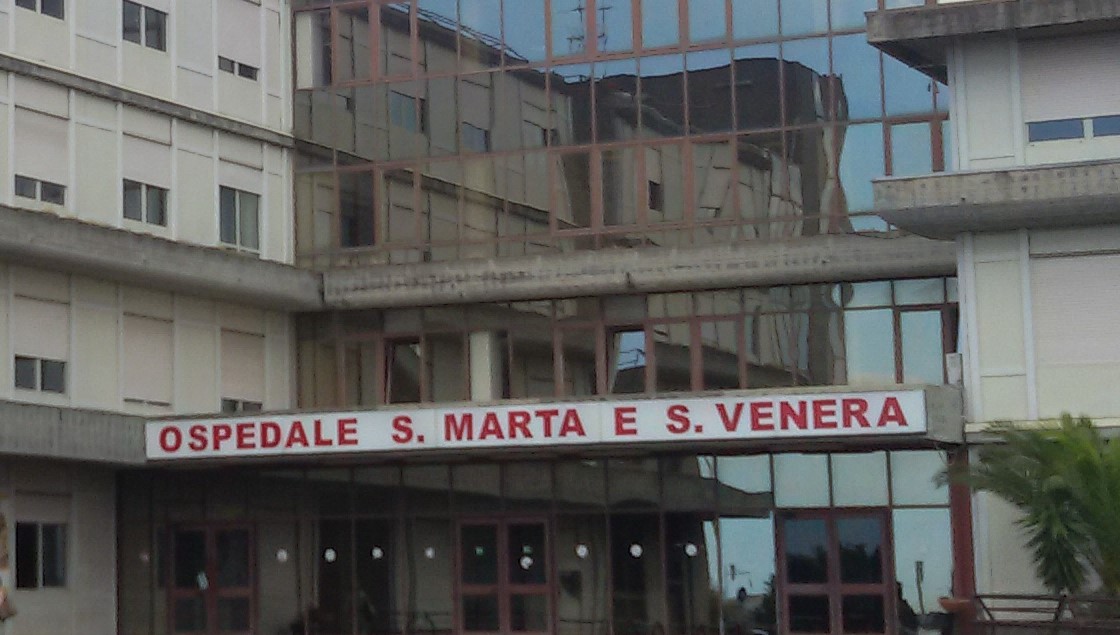 OSPEDALE S. MARTA E S. VENERA